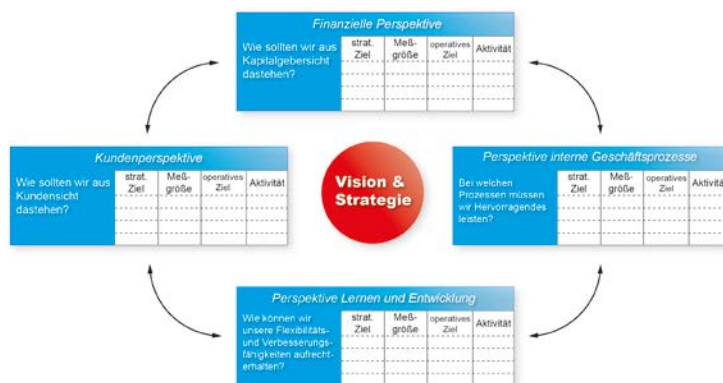 Finanzielle Perspektive
Wie sollten wir aus
Kapitalgebersicht
dastehen?
strat.
Ziel
Meß-
größe
operatives
Ziel
Aktivität
Kundenperspektive
Wie sollten wir aus
Kundensicht
dastehen?
strat.
Ziel
Meß-
größe
operatives
Ziel
Aktivität
Vision &
Strategie
Perspektive interne Geschäftsprozesse
Bei welchen
Prozessen müssen
wir Hervorragendes
leisten?
strat.
Ziel
Meß-
größe
operatives
Ziel
Aktivität
Perspektive Lernen und Entwicklung
Wie können wir
unsere Flexibilitäts-
und Verbesserungs-
fähigkeiten aufrecht-
erhalten?
strat.
Ziel
Meß-
größe
operatives
Ziel
Aktivität